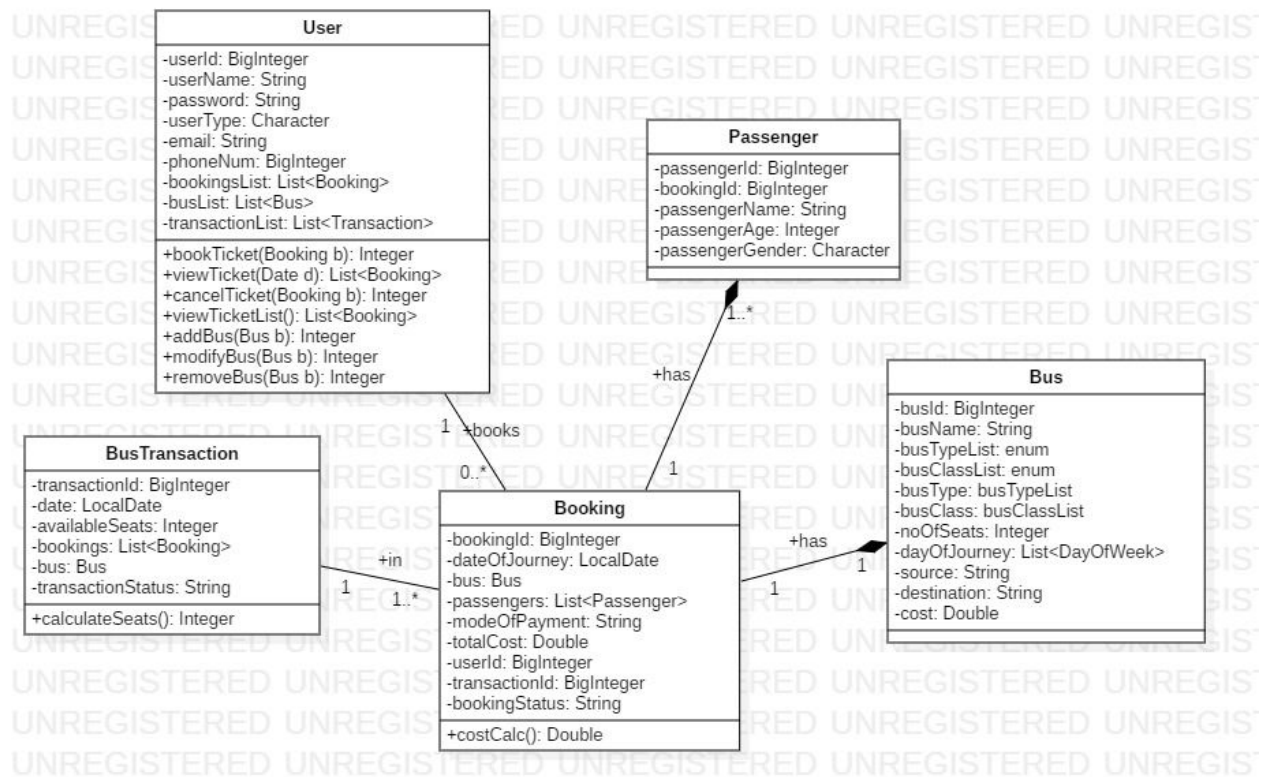 User
-userId: BigInteger
-userName: String
-password: String
-userType: Character
-email: String
-phoneNum: BigInteger
-bookingsList: List<Booking>
-busList: List<Bus>
-transactionList: List<Transaction>
+bookTicket(Booking b): Integer
+viewTicket(Date d): List<Booking>
+cancelTicket(Booking b): Integer
+viewTicketList(): List<Booking>
+addBus(Bus b): Integer
+modifyBus(Bus b): Integer
+removeBus(Bus b): Integer
Passenger
-passengerId: BigInteger
-bookingId: BigInteger
-passengerName: String
-passengerAge: Integer
-passengerGender: Character
1..*
+has
1
1
+books
0..*
BusTransaction
-transactionId: BigInteger
-date: LocalDate
-availableSeats: Integer
-bookings: List<Booking>
-bus: Bus
-transactionStatus: String
+calculateSeats(): Integer
+in
1
1..*
Booking
-bookingId: BigInteger
-dateOfJourney: LocalDate
-bus: Bus
-passengers: List<Passenger>
-modeOfPayment: String
-totalCost: Double
-userId: BigInteger
-transactionId: BigInteger
-bookingStatus: String
+costCalc(): Double
+has
1
1
Bus
-busId: BigInteger
-busName: String
-busTypeList: enum
-busClassList: enum
-busType: busTypeList
-busClass: busClassList
-noOfSeats: Integer
-dayOfJourney: List<DayOfWeek>
-source: String
-destination: String
-cost: Double
UNREGISTERED UNREGISTERED